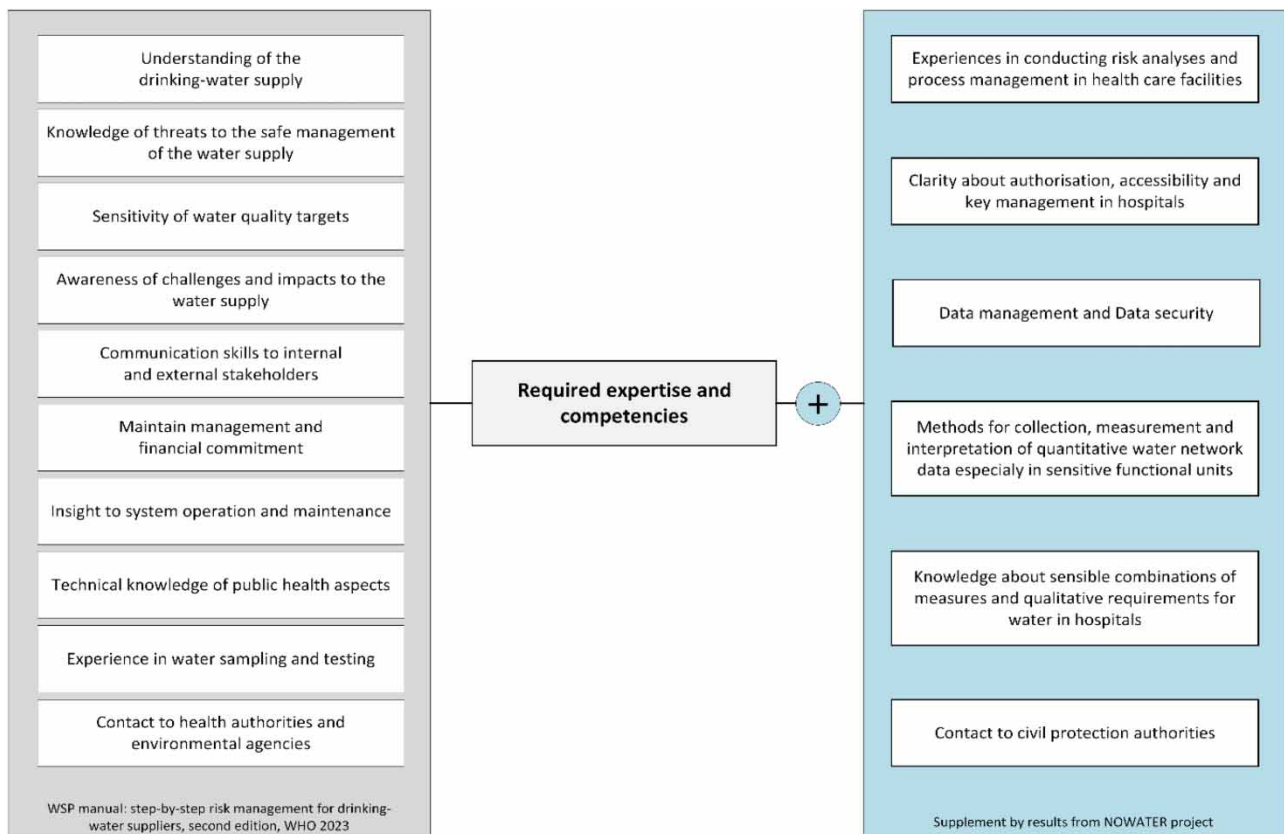 Understanding of the
drinking-water supply
Knowledge of threats to the safe management
of the water supply
Sensitivity of water quality targets
Awareness of challenges and impacts to the
water supply
Communication skills to internal
and external stakeholders
Maintain management and
financial commitment
Insight to system operation and maintenance
Technical knowledge of public health aspects
Experience in water sampling and testing
Contact to health authorities and
environmental agencies
WSP manual: step-by-step risk management for drinking-
water suppliers, second edition, WHO 2023
Required expertise and
competencies
+
Experiences in conducting risk analyses and
process management in health care facilities
Clarity about authorisation, accessibility and
key management in hospitals
Data management and Data security
Methods for collection, measurement and
interpretation of quantitative water network
data especialy in sensitive functional units
Knowledge about sensible combinations of
measures and qualitative requirements for
water in hospitals
Contact to civil protection authorities
Supplement by results from NOWATER project